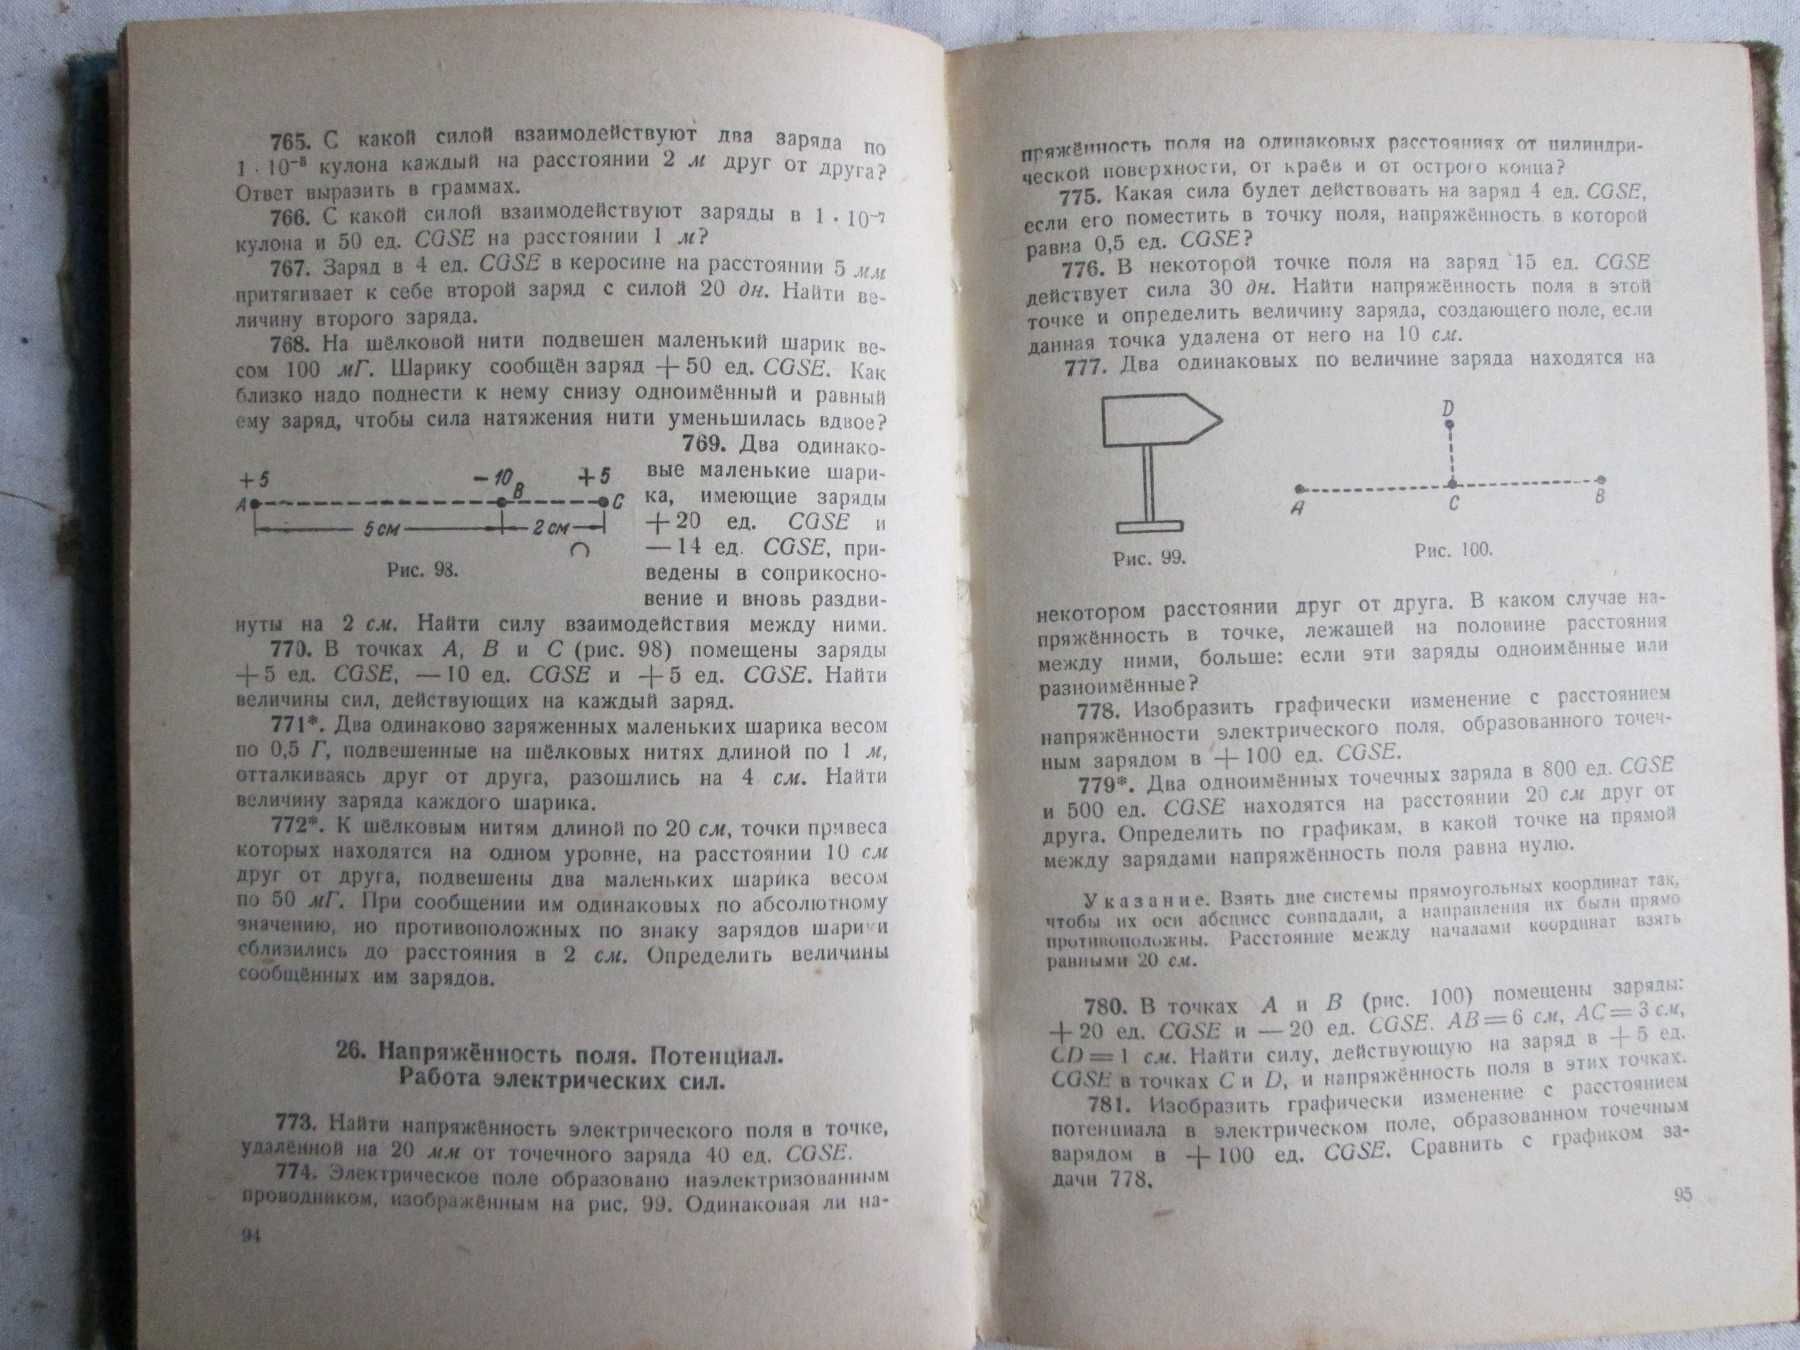 765. С какой силой взаимодействуют два заряда по
1 · 10⁻⁸ кулона каждый на расстоянии 2 м друг от друга?
Ответ выразить в граммах.
766. С какой силой взаимодействуют заряды в 1 · 10⁻⁷
кулона и 50 ед. CGSE на расстоянии 1 м?
767. Заряд в 4 ед. CGSE в керосине на расстоянии 5 мм
притягивает к себе второй заряд с силой 20 дн. Найти ве-
личину второго заряда.
768. На шёлковой нити подвешен маленький шарик ве-
сом 100 мГ. Шарику сообщён заряд +50 ед. CGSE. Как
близко надо поднести к нему снизу одноимённый и равный
ему заряд, чтобы сила натяжения нити уменьшилась вдвое?
769. Два одинако-
вые маленькие шари-
ка, имеющие заряды
+20 ед. CGSE и
—14 ед. CGSE, при-
ведены в соприкосно-
вение и вновь раздви-
+5 −10 +5
A B C
5 см 2 см
Рис. 98.
нуты на 2 см. Найти силу взаимодействия между ними.
770. В точках A, B и C (рис. 98) помещены заряды
+5 ед. CGSE, —10 ед. CGSE и +5 ед. CGSE. Найти
величины сил, действующих на каждый заряд.
771*. Два одинаково заряженных маленьких шарика весом
по 0,5 Г, подвешенные на шёлковых нитях длиной по 1 м,
отталкиваясь друг от друга, разошлись на 4 см. Найти
величину заряда каждого шарика.
772*. К шёлковым нитям длиной по 20 см, точки привеса
которых находятся на одном уровне, на расстоянии 10 см
друг от друга, подвешены два маленьких шарика весом
по 50 мГ. При сообщении им одинаковых по абсолютному
значению, но противоположных по знаку зарядов шарики
сблизились до расстояния в 2 см. Определить величины
сообщённых им зарядов.
26. Напряжённость поля. Потенциал.
Работа электрических сил.
773. Найти напряжённость электрического поля в точке,
удалённой на 20 мм от точечного заряда 40 ед. CGSE.
774. Электрическое поле образовано наэлектризованным
проводником, изображённым на рис. 99. Одинаковая ли на-
94
пряжённость поля на одинаковых расстояниях от цилиндри-
ческой поверхности, от краёв и от острого конца?
775. Какая сила будет действовать на заряд 4 ед. CGSE,
если его поместить в точку поля, напряжённость в которой
равна 0,5 ед. CGSE?
776. В некоторой точке поля на заряд 15 ед. CGSE
действует сила 30 дн. Найти напряжённость поля в этой
точке и определить величину заряда, создающего поле, если
данная точка удалена от него на 10 см.
777. Два одинаковых по величине заряда находятся на
D
A C B
Рис. 99.
Рис. 100.
некотором расстоянии друг от друга. В каком случае на-
пряжённость в точке, лежащей на половине расстояния
между ними, больше: если эти заряды одноимённые или
разноимённые?
778. Изобразить графически изменение с расстоянием
напряжённости электрического поля, образованного точеч-
ным зарядом в +100 ед. CGSE.
779*. Два одноимённых точечных заряда в 800 ед. CGSE
и 500 ед. CGSE находятся на расстоянии 20 см друг от
друга. Определить по графикам, в какой точке на прямой
между зарядами напряжённость поля равна нулю.
Указание. Взять две системы прямоугольных координат так,
чтобы их оси абсцисс совпадали, а направления их были прямо
противоположны. Расстояние между началами координат взять
равными 20 см.
780. В точках A и B (рис. 100) помещены заряды:
+20 ед. CGSE и —20 ед. CGSE. AB=6 см, AC=3 см,
CD=1 см. Найти силу, действующую на заряд в +5 ед.
CGSE в точках C и D, и напряжённость поля в этих точках.
781. Изобразить графически изменение с расстоянием
потенциала в электрическом поле, образованном точечным
зарядом в +100 ед. CGSE. Сравнить с графиком за-
дачи 778.
95